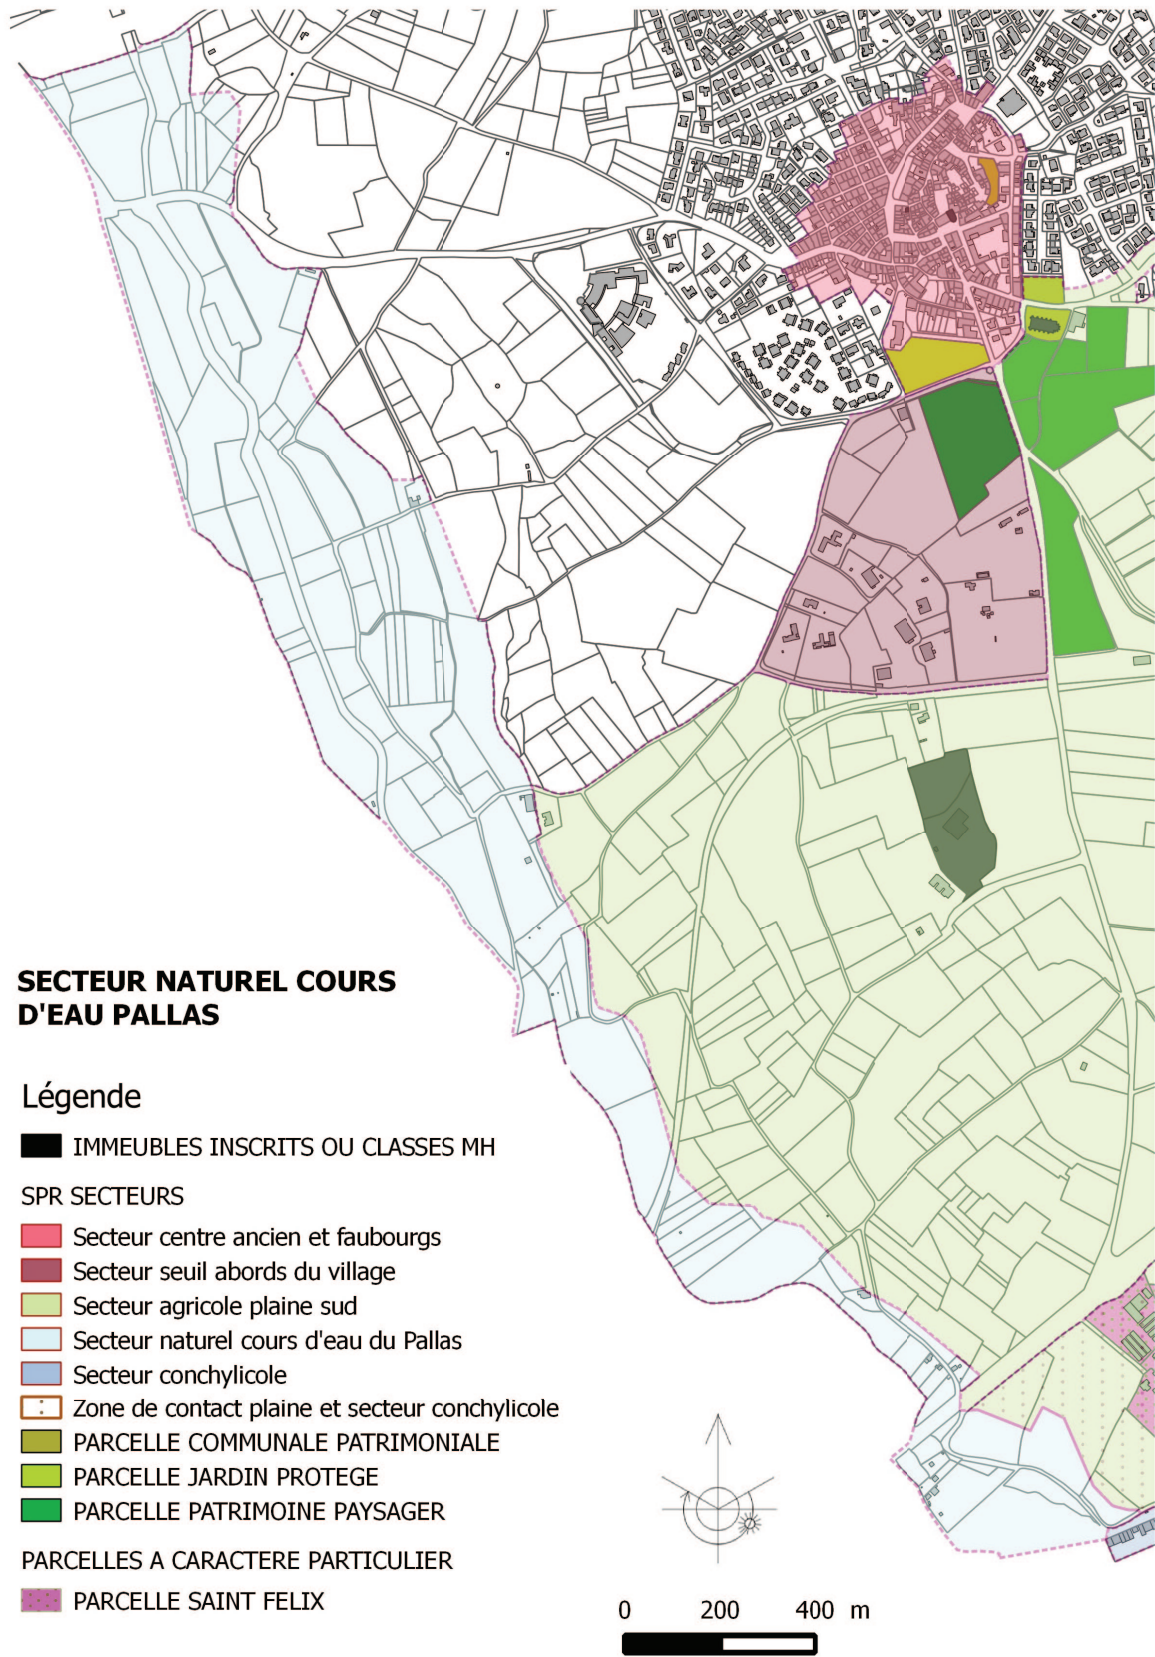 SECTEUR NATUREL COURS
D'EAU PALLAS
Légende
IMMEUBLES INSCRITS OU CLASSES MH
SPR SECTEURS
Secteur centre ancien et faubourgs
Secteur seuil abords du village
Secteur agricole plaine sud
Secteur naturel cours d'eau du Pallas
Secteur conchylicole
Zone de contact plaine et secteur conchylicole
PARCELLE COMMUNALE PATRIMONIALE
PARCELLE JARDIN PROTEGE
PARCELLE PATRIMOINE PAYSAGER
PARCELLES A CARACTERE PARTICULIER
PARCELLE SAINT FELIX
0 200 400 m